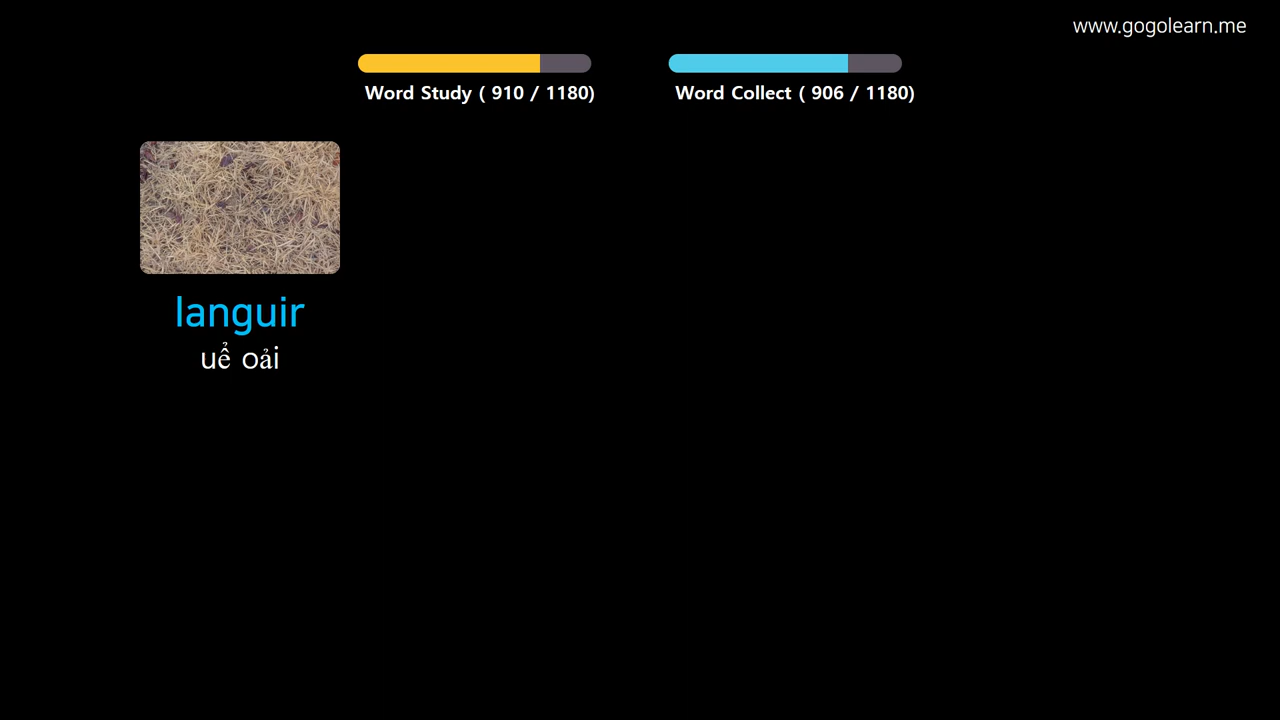 www.gogolearn.me
Word Study ( 910 / 1180)
Word Collect ( 906 / 1180)
languir
uể oải